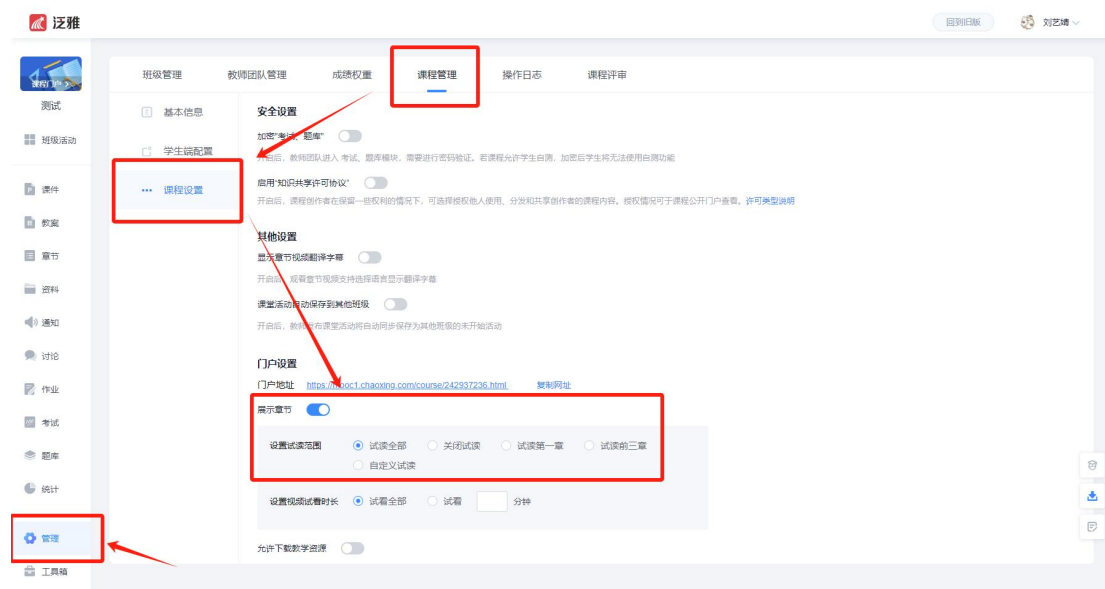 泛雅
回到旧版
刘艺靖
课程门户
测试
班级活动
课件
教案
章节
资料
通知
讨论
作业
考试
题库
统计
管理
工具箱
班级管理 教师团队管理 成绩权重 课程管理 操作日志 课程评审
基本信息
学生端配置
课程设置
安全设置
加密"考试、题库"
开启后，教师团队进入 考试、题库模块，需要进行密码验证。若课程允许学生自测，加密后学生将无法使用自测功能
启用"知识共享许可协议"
开启后，课程创作者在保留一些权利的情况下，可选择授权他人使用、分发和共享创作者的课程内容。授权情况可于课程公开门户查看。许可类型说明
其他设置
显示章节视频翻译字幕
开启后，观看章节视频支持选择语言显示翻译字幕
课堂活动自动保存到其他班级
开启后，教师发布课堂活动将自动同步保存为其他班级的未开始活动
门户设置
门户地址 https://mooc1.chaoxing.com/course/242937236.html 复制网址
展示章节
设置试读范围 试读全部 关闭试读 试读第一章 试读前三章
自定义试读
设置视频试看时长 试看全部 试看 分钟
允许下载教学资源